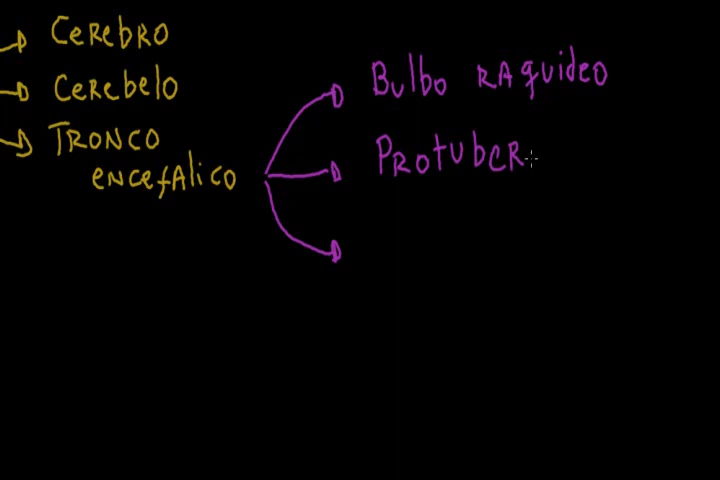 Cerebro
Cerebelo
Tronco
encefalico
Bulbo Raquideo
Protuber